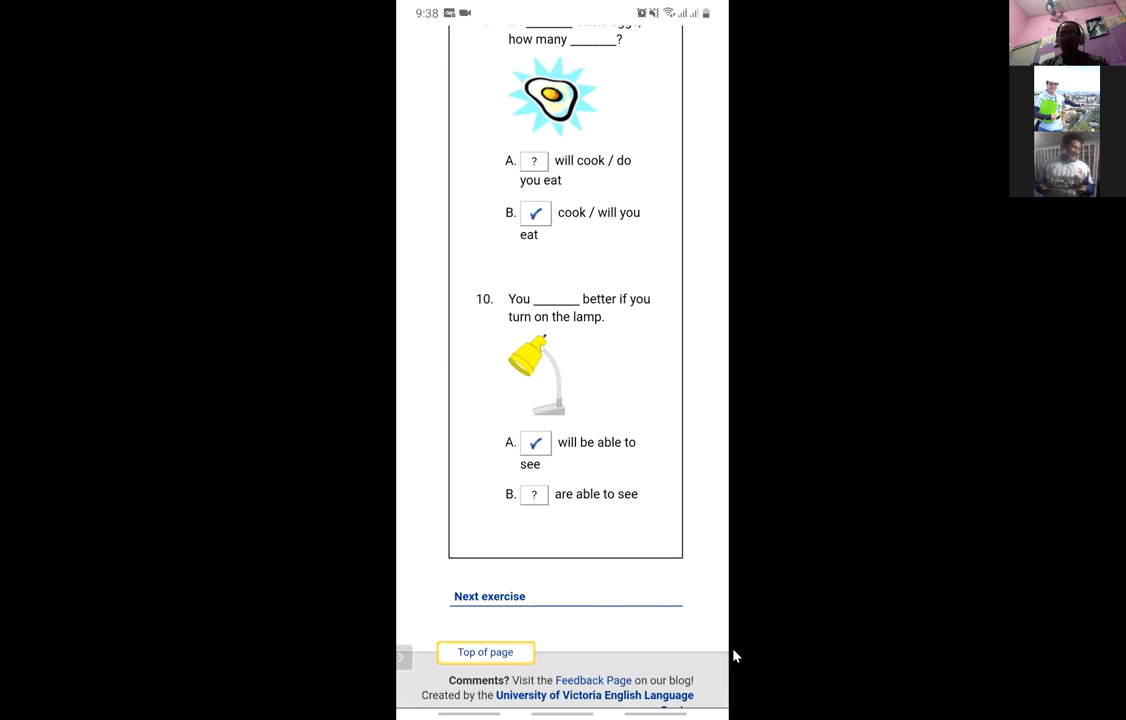 9:38
how many _______?
A. ? will cook / do
you eat
B. ✓ cook / will you
eat
10. You _______ better if you
turn on the lamp.
A. ✓ will be able to
see
B. ? are able to see
Next exercise
Top of page
Comments? Visit the Feedback Page on our blog!
Created by the University of Victoria English Language